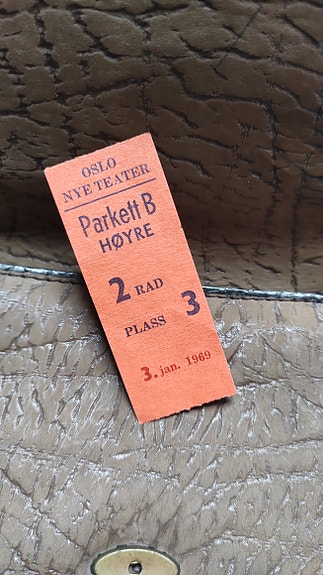 OSLO
NYE TEATER
Parkett B
HØYRE
2 RAD
PLASS 3
3. jan. 1969